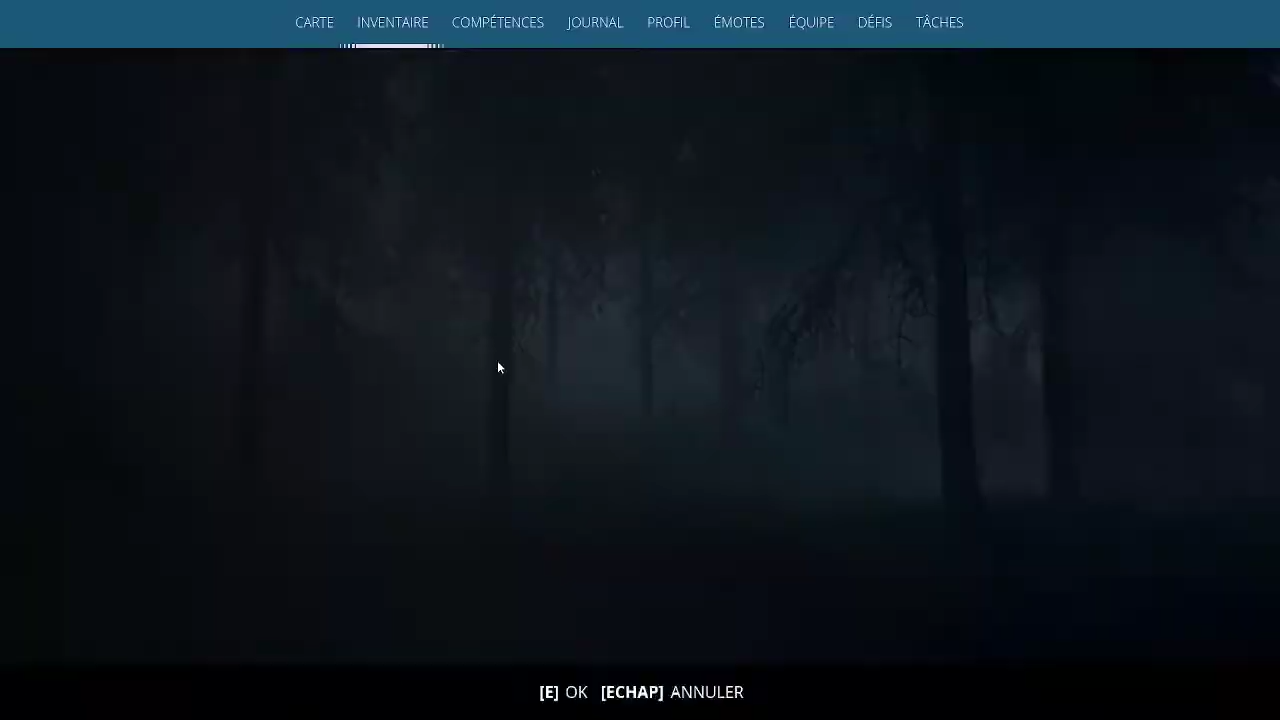 CARTE INVENTAIRE COMPÉTENCES JOURNAL PROFIL ÉMOTES ÉQUIPE DÉFIS TÂCHES
[E] OK [ECHAP] ANNULER